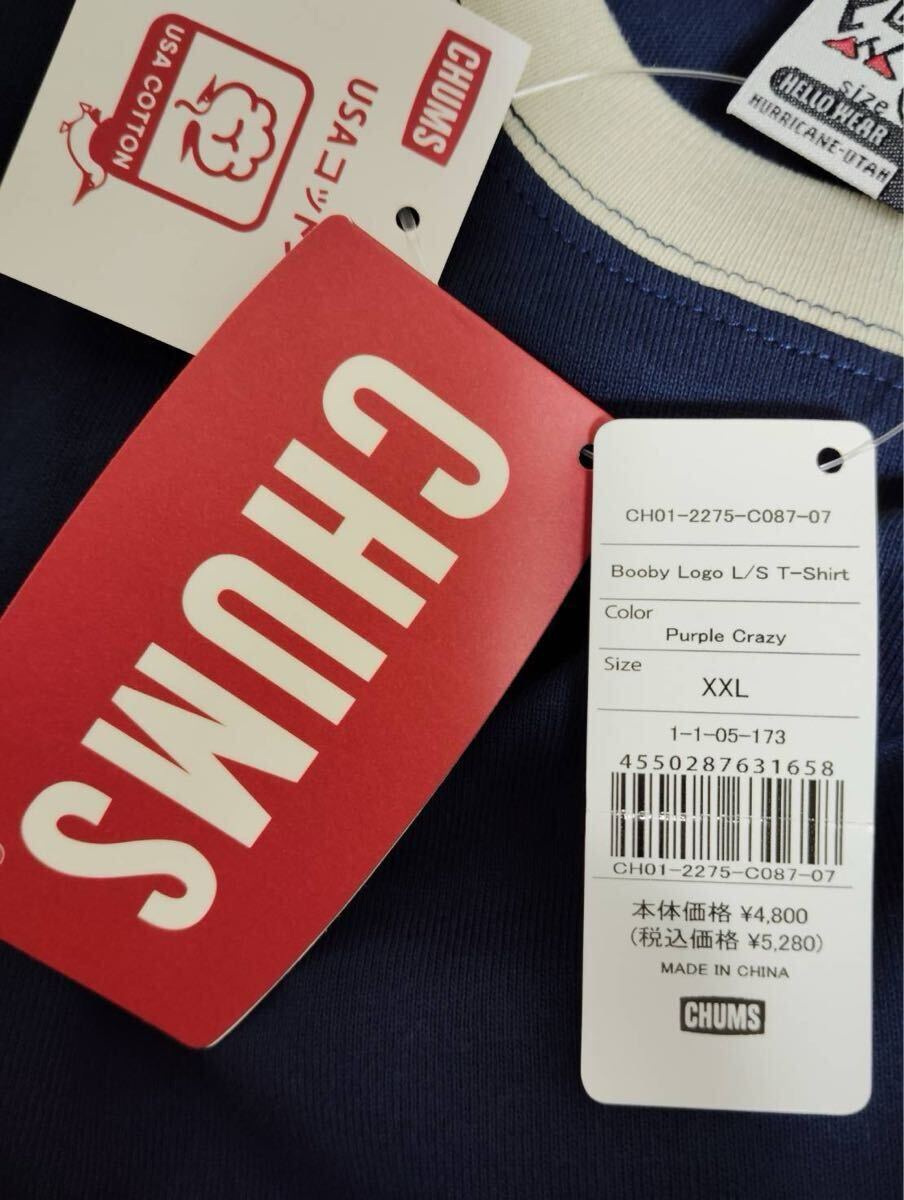 CHUMS
USAコット
USA COTTON
size
HELLO WEAR
HURRICANE-UTAH
CHUMS
CH01-2275-C087-07
Booby Logo L/S T-Shirt
Color
Purple Crazy
Size
XXL
1-1-05-173
4550287631658
CH01-2275-C087-07
本体価格 ¥4,800
(税込価格 ¥5,280)
MADE IN CHINA
CHUMS